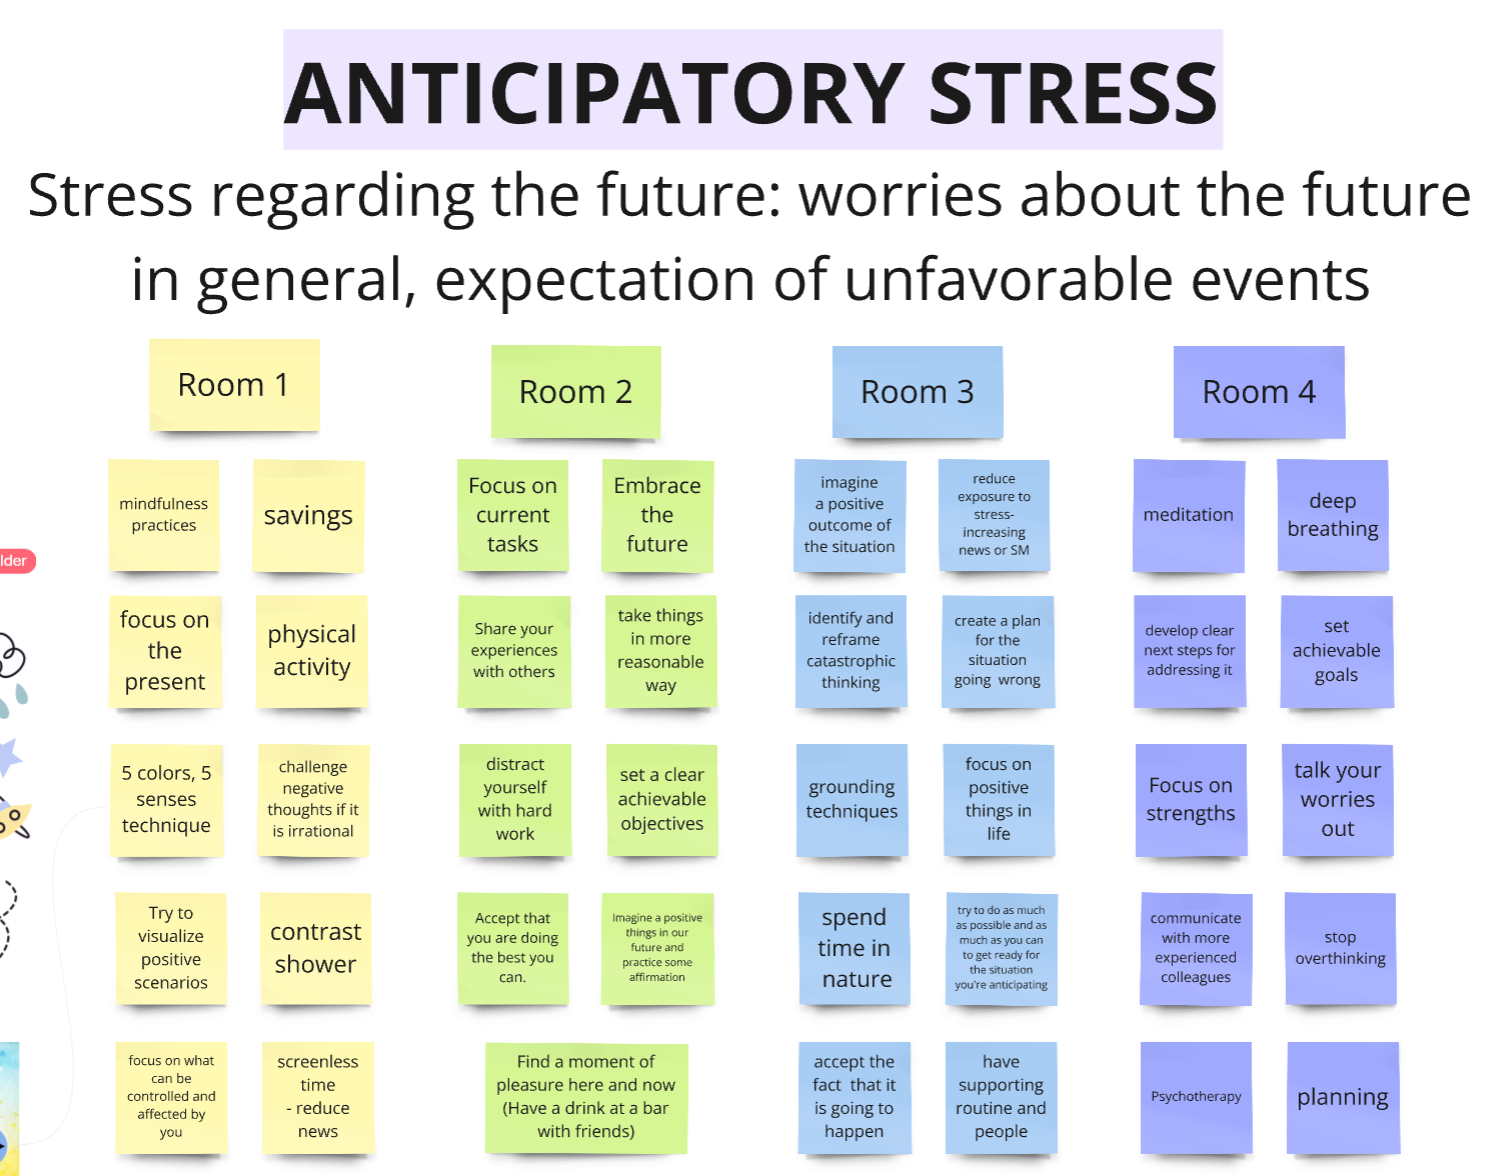 ANTICIPATORY STRESS
Stress regarding the future: worries about the future
in general, expectation of unfavorable events
Room 1
mindfulness
practices
savings
focus on
the
present
physical
activity
5 colors, 5
senses
technique
challenge
negative
thoughts if it
is irrational
Try to
visualize
positive
scenarios
contrast
shower
focus on what
can be
controlled and
affected by
you
screenless
time
- reduce
news
Room 2
Focus on
current
tasks
Embrace
the
future
Share your
experiences
with others
take things
in more
reasonable
way
distract
yourself
with hard
work
set a clear
achievable
objectives
Accept that
you are doing
the best you
can.
Imagine a positive
things in our
future and
practice some
affirmation
Find a moment of
pleasure here and now
(Have a drink at a bar
with friends)
Room 3
imagine
a positive
outcome of
the situation
reduce
exposure to
stress-
increasing
news or SM
identify and
reframe
catastrophic
thinking
create a plan
for the
situation
going wrong
grounding
techniques
focus on
positive
things in
life
spend
time in
nature
try to do as much
as possible and as
much as you can
to get ready for
the situation
you're anticipating
accept the
fact that it
is going to
happen
have
supporting
routine and
people
Room 4
meditation
deep
breathing
develop clear
next steps for
addressing it
set
achievable
goals
Focus on
strengths
talk your
worries
out
communicate
with more
experienced
colleagues
stop
overthinking
Psychotherapy
planning
lder